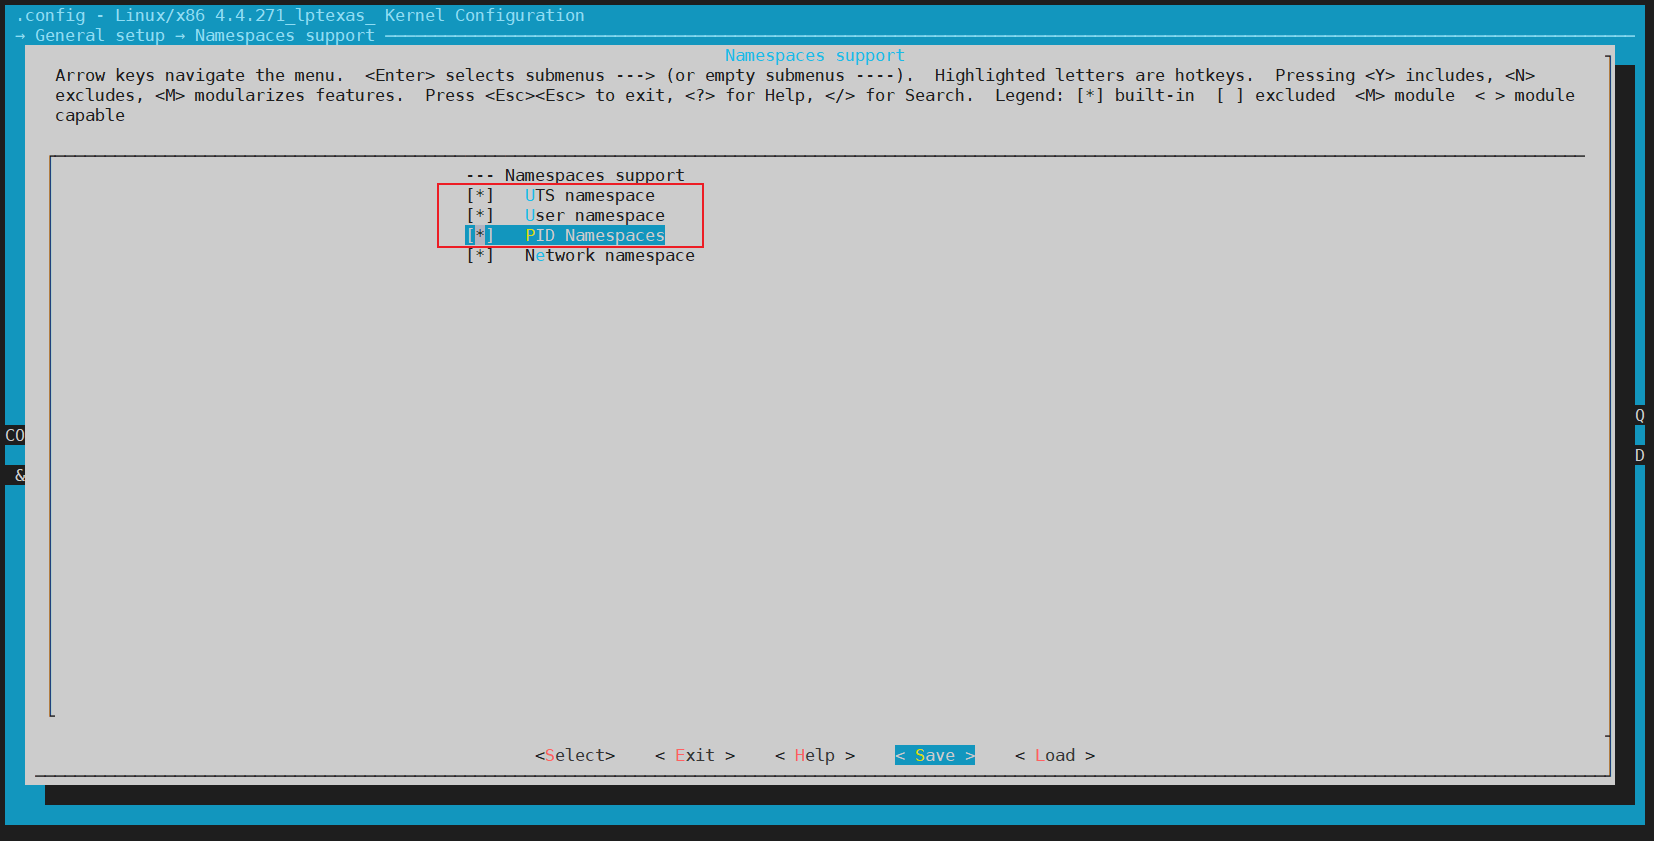 .config - Linux/x86 4.4.271_lptexas_ Kernel Configuration
→ General setup → Namespaces support
Namespaces support
Arrow keys navigate the menu.  <Enter> selects submenus ---> (or empty submenus ----).  Highlighted letters are hotkeys.  Pressing <Y> includes, <N>
excludes, <M> modularizes features.  Press <Esc><Esc> to exit, <?> for Help, </> for Search.  Legend: [*] built-in  [ ] excluded  <M> module  < > module
capable
--- Namespaces support
[*]   UTS namespace
[*]   User namespace
[*]   PID Namespaces
[*]   Network namespace
Q
CO
D
&
<Select>    < Exit >    < Help >    < Save >    < Load >